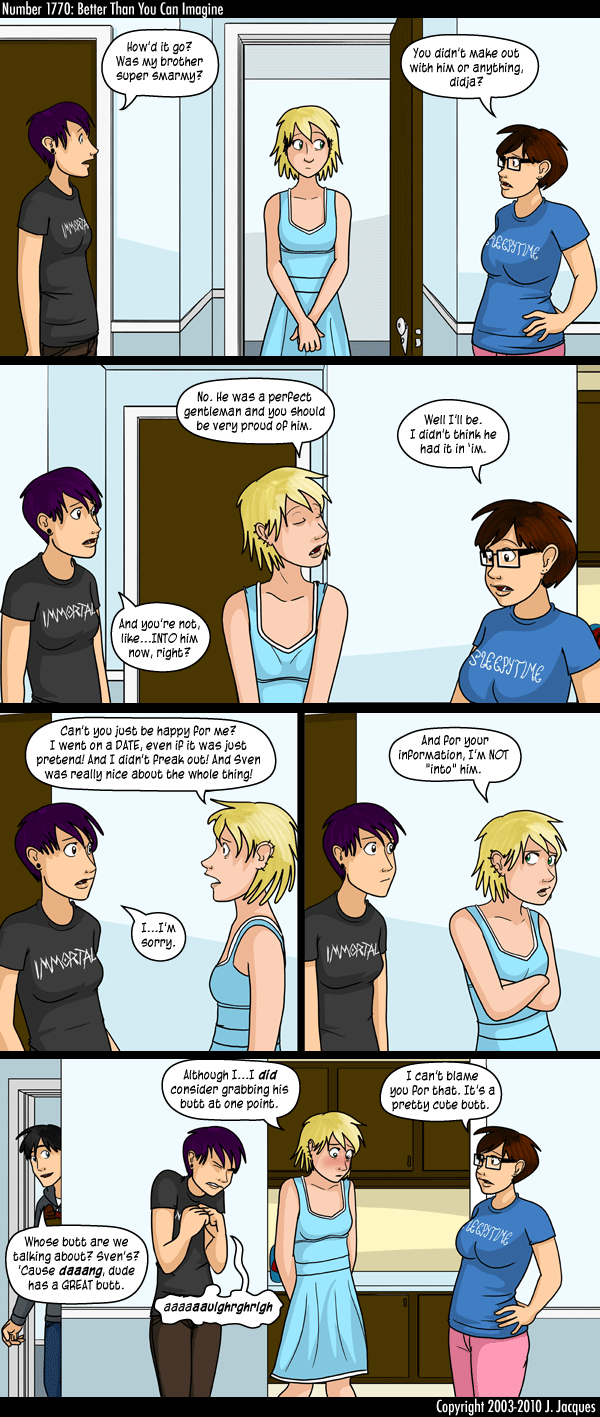 Number 1770: Better Than You Can Imagine
How'd it go?
Was my brother
super smarmy?
You didn't make out
with him or anything,
didja?
IMMORTAL
SLEEPYTIME
No. He was a perfect
gentleman and you should
be very proud of him.
Well I'll be.
I didn't think he
had it in 'im.
And you're not,
like...INTO him
now, right?
IMMORTAL
SLEEPYTIME
Can't you just be happy for me?
I went on a DATE, even if it was just
pretend! And I didn't freak out! And Sven
was really nice about the whole thing!
I...I'm
sorry.
IMMORTAL
And for your
information, I'm NOT
"into" him.
IMMORTAL
Although I...I did
consider grabbing his
butt at one point.
I can't blame
you for that. It's a
pretty cute butt.
Whose butt are we
talking about? Sven's?
'Cause daaang, dude
has a GREAT butt.
aaaaaauighrghrigh
SLEEPYTIME
Copyright 2003-2010 J. Jacques